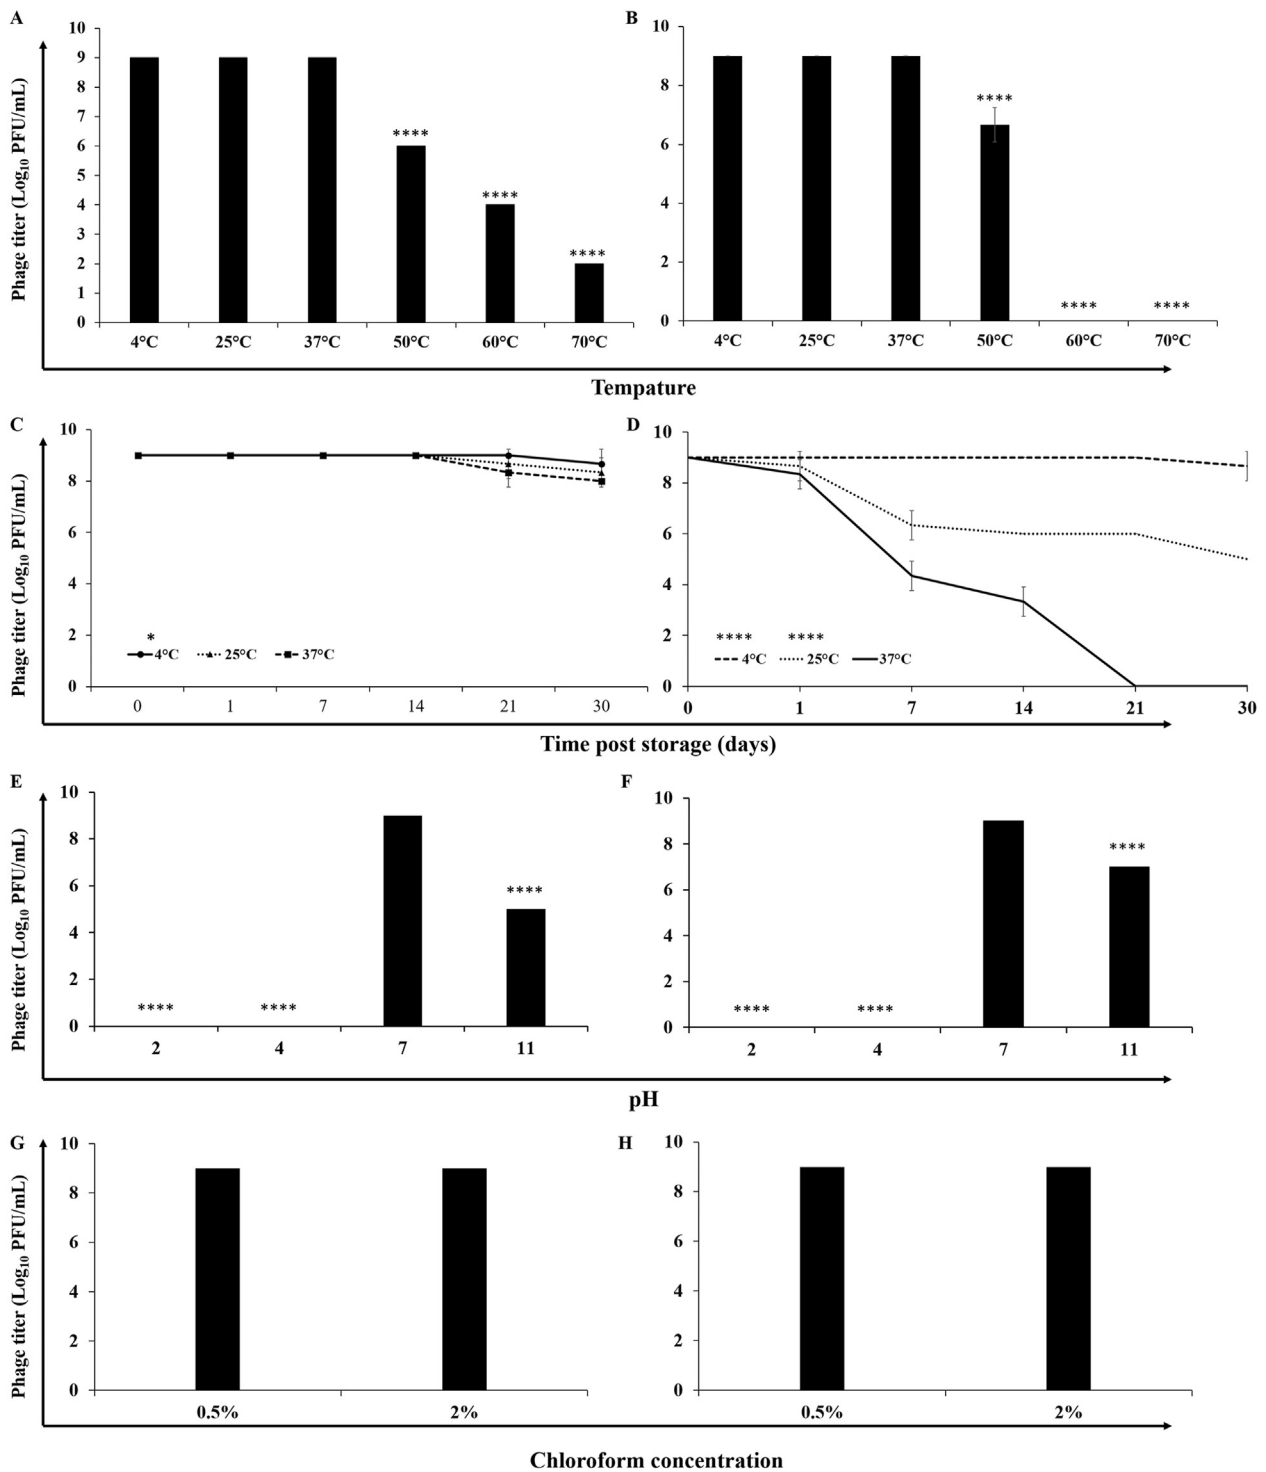 A
B
Phage titer (Log10 PFU/mL)
10
9
8
7
6
5
4
3
2
1
0
4°C 25°C 37°C 50°C 60°C 70°C
**** **** ****
10
8
6
4
2
0
4°C 25°C 37°C 50°C 60°C 70°C
**** **** ****
Tempature
C
D
Phage titer (Log10 PFU/mL)
10
8
6
4
2
0
*
4°C 25°C 37°C
0 1 7 14 21 30
10
8
6
4
2
0
**** ****
4°C 25°C 37°C
0 1 7 14 21 30
Time post storage (days)
E
F
Phage titer (Log10 PFU/mL)
10
8
6
4
2
0
**** **** ****
2 4 7 11
10
8
6
4
2
0
**** **** ****
2 4 7 11
pH
G
H
Phage titer (Log10 PFU/mL)
10
8
6
4
2
0
0.5% 2%
10
8
6
4
2
0
0.5% 2%
Chloroform concentration